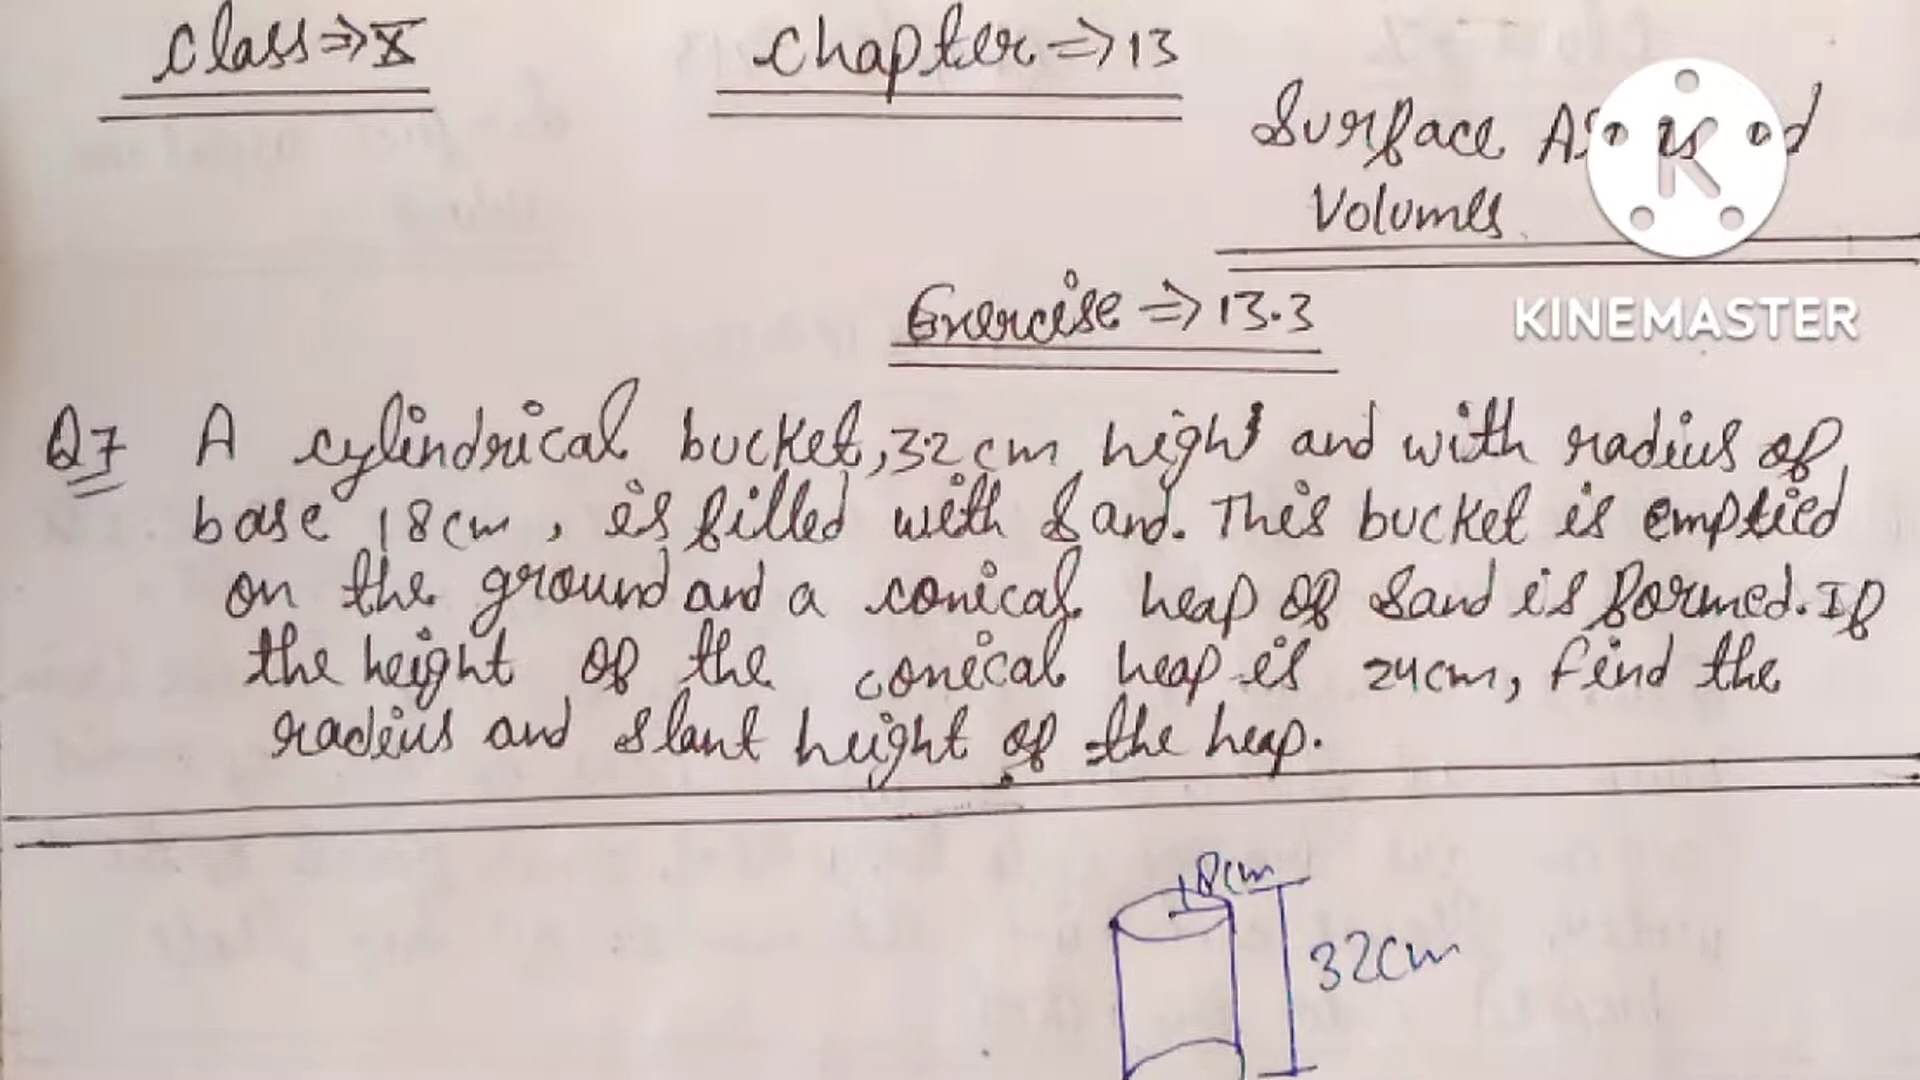 Class⇒X
Chapter⇒13
Surface
Volumes
KINEMASTER
Exercise⇒13.3
Q7 A cylindrical bucket, 32 cm high and with radius of
base 18cm, is filled with Sand. This bucket is emptied
on the ground and a conical heap of Sand is formed. If
the height of the conical heap is 24cm, find the
radius and slant height of the heap.
18cm
32cm